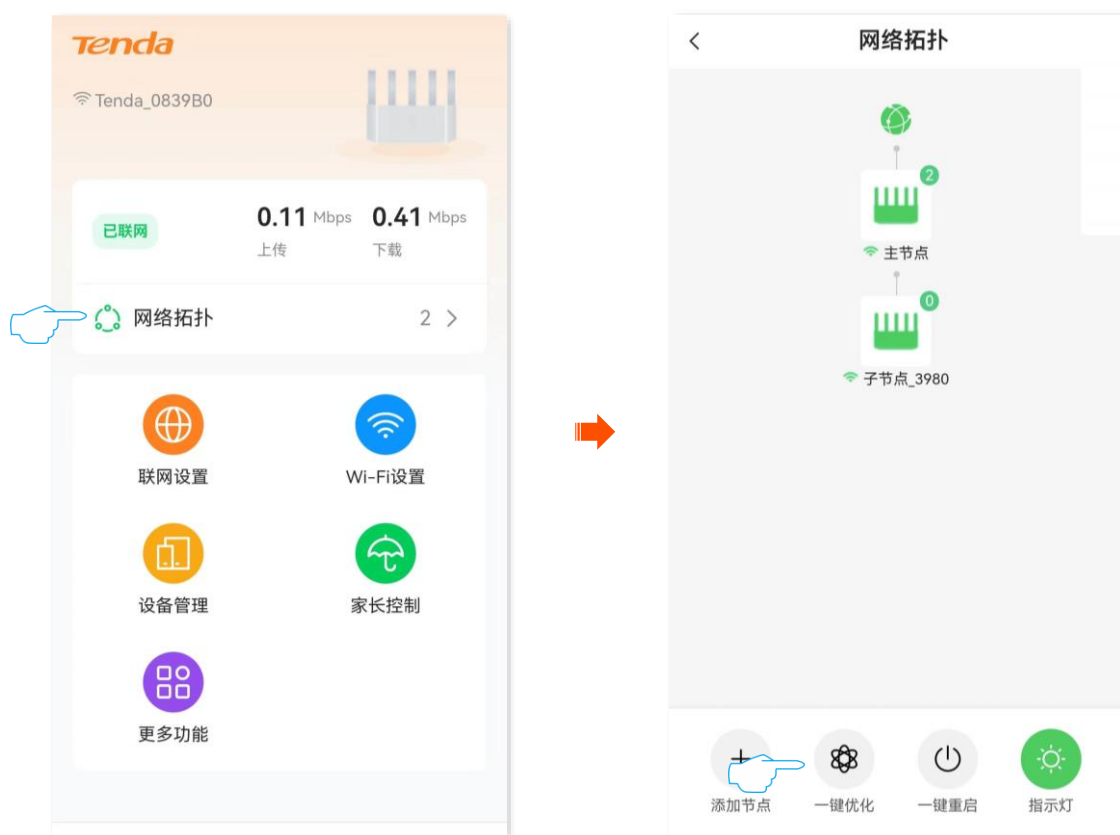 Tenda
Tenda_0839B0
已联网
0.11 Mbps 0.41 Mbps
上传 下载
网络拓扑 2
联网设置 Wi-Fi设置
设备管理 家长控制
更多功能
网络拓扑
2
主节点
0
子节点_3980
添加节点 一键优化 一键重启 指示灯